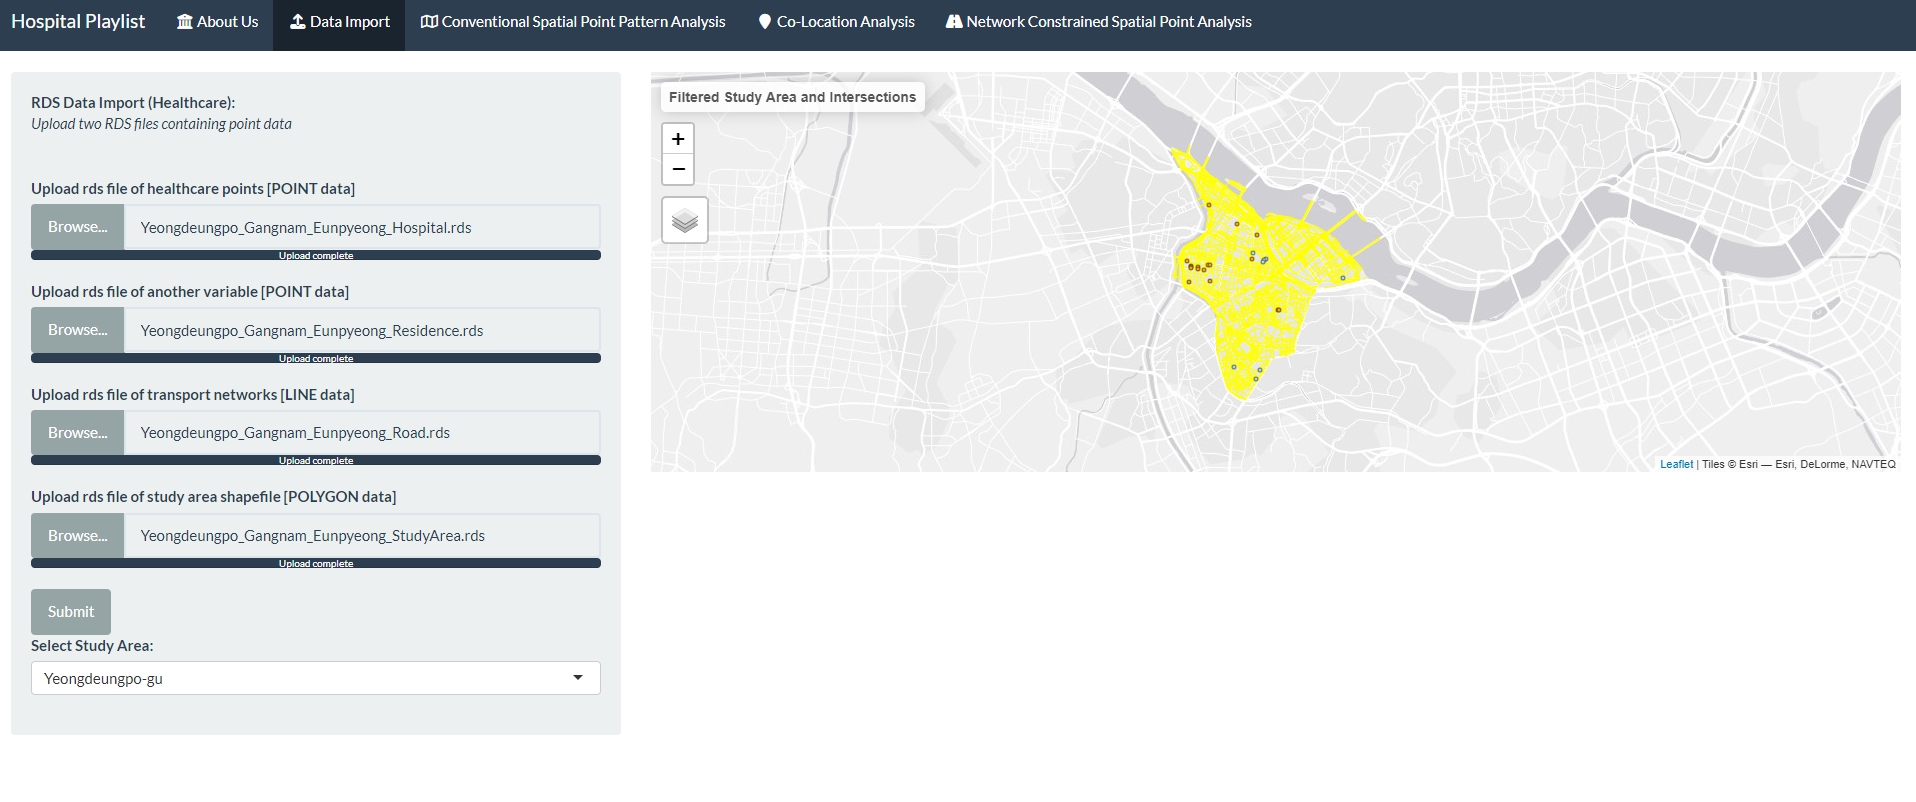 Hospital Playlist
About Us
Data Import
Conventional Spatial Point Pattern Analysis
Co-Location Analysis
Network Constrained Spatial Point Analysis
RDS Data Import (Healthcare):
Upload two RDS files containing point data
Upload rds file of healthcare points [POINT data]
Browse... Yeongdeungpo_Gangnam_Eunpyeong_Hospital.rds
Upload complete
Upload rds file of another variable [POINT data]
Browse... Yeongdeungpo_Gangnam_Eunpyeong_Residence.rds
Upload complete
Upload rds file of transport networks [LINE data]
Browse... Yeongdeungpo_Gangnam_Eunpyeong_Road.rds
Upload complete
Upload rds file of study area shapefile [POLYGON data]
Browse... Yeongdeungpo_Gangnam_Eunpyeong_StudyArea.rds
Upload complete
Submit
Select Study Area:
Yeongdeungpo-gu
Filtered Study Area and Intersections
+
−
Leaflet | Tiles © Esri — Esri, DeLorme, NAVTEQ